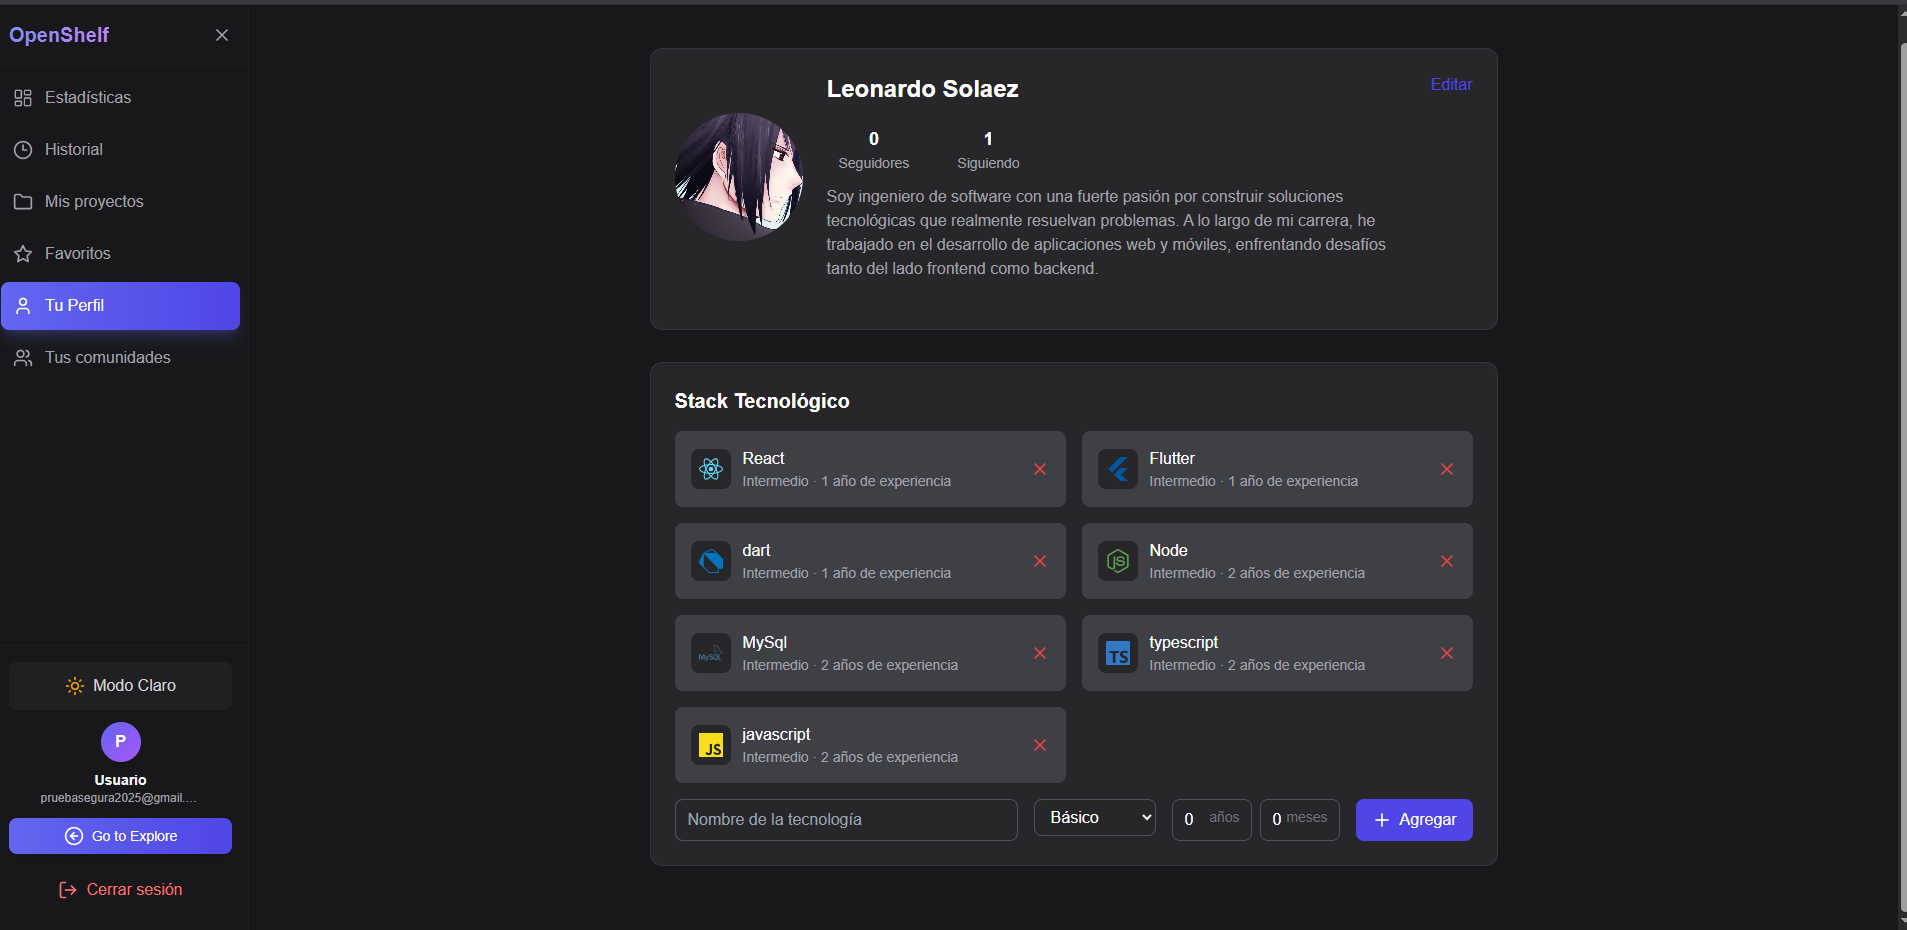 OpenShelf
Estadísticas
Historial
Mis proyectos
Favoritos
Tu Perfil
Tus comunidades
Modo Claro
P
Usuario
pruebasegura2025@gmail....
Go to Explore
Cerrar sesión
Leonardo Solaez
Editar
0 1
Seguidores Siguiendo
Soy ingeniero de software con una fuerte pasión por construir soluciones
tecnológicas que realmente resuelvan problemas. A lo largo de mi carrera, he
trabajado en el desarrollo de aplicaciones web y móviles, enfrentando desafíos
tanto del lado frontend como backend.
Stack Tecnológico
React
Intermedio · 1 año de experiencia
Flutter
Intermedio · 1 año de experiencia
dart
Intermedio · 1 año de experiencia
JS
Node
Intermedio · 2 años de experiencia
MySQL
MySql
Intermedio · 2 años de experiencia
TS
typescript
Intermedio · 2 años de experiencia
JS
javascript
Intermedio · 2 años de experiencia
Nombre de la tecnología Básico 0 años 0 meses Agregar